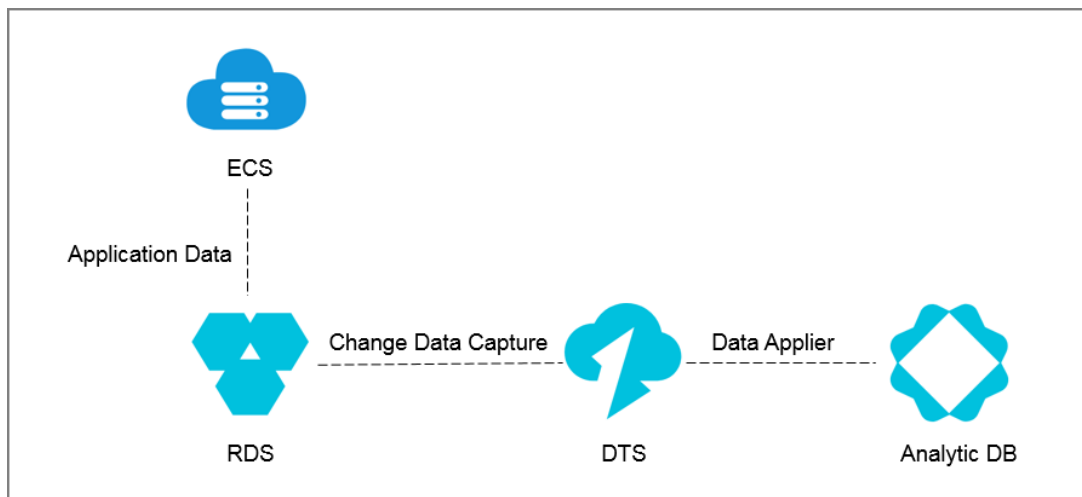 ECS
Application Data
Change Data Capture
Data Applier
RDS
DTS
Analytic DB